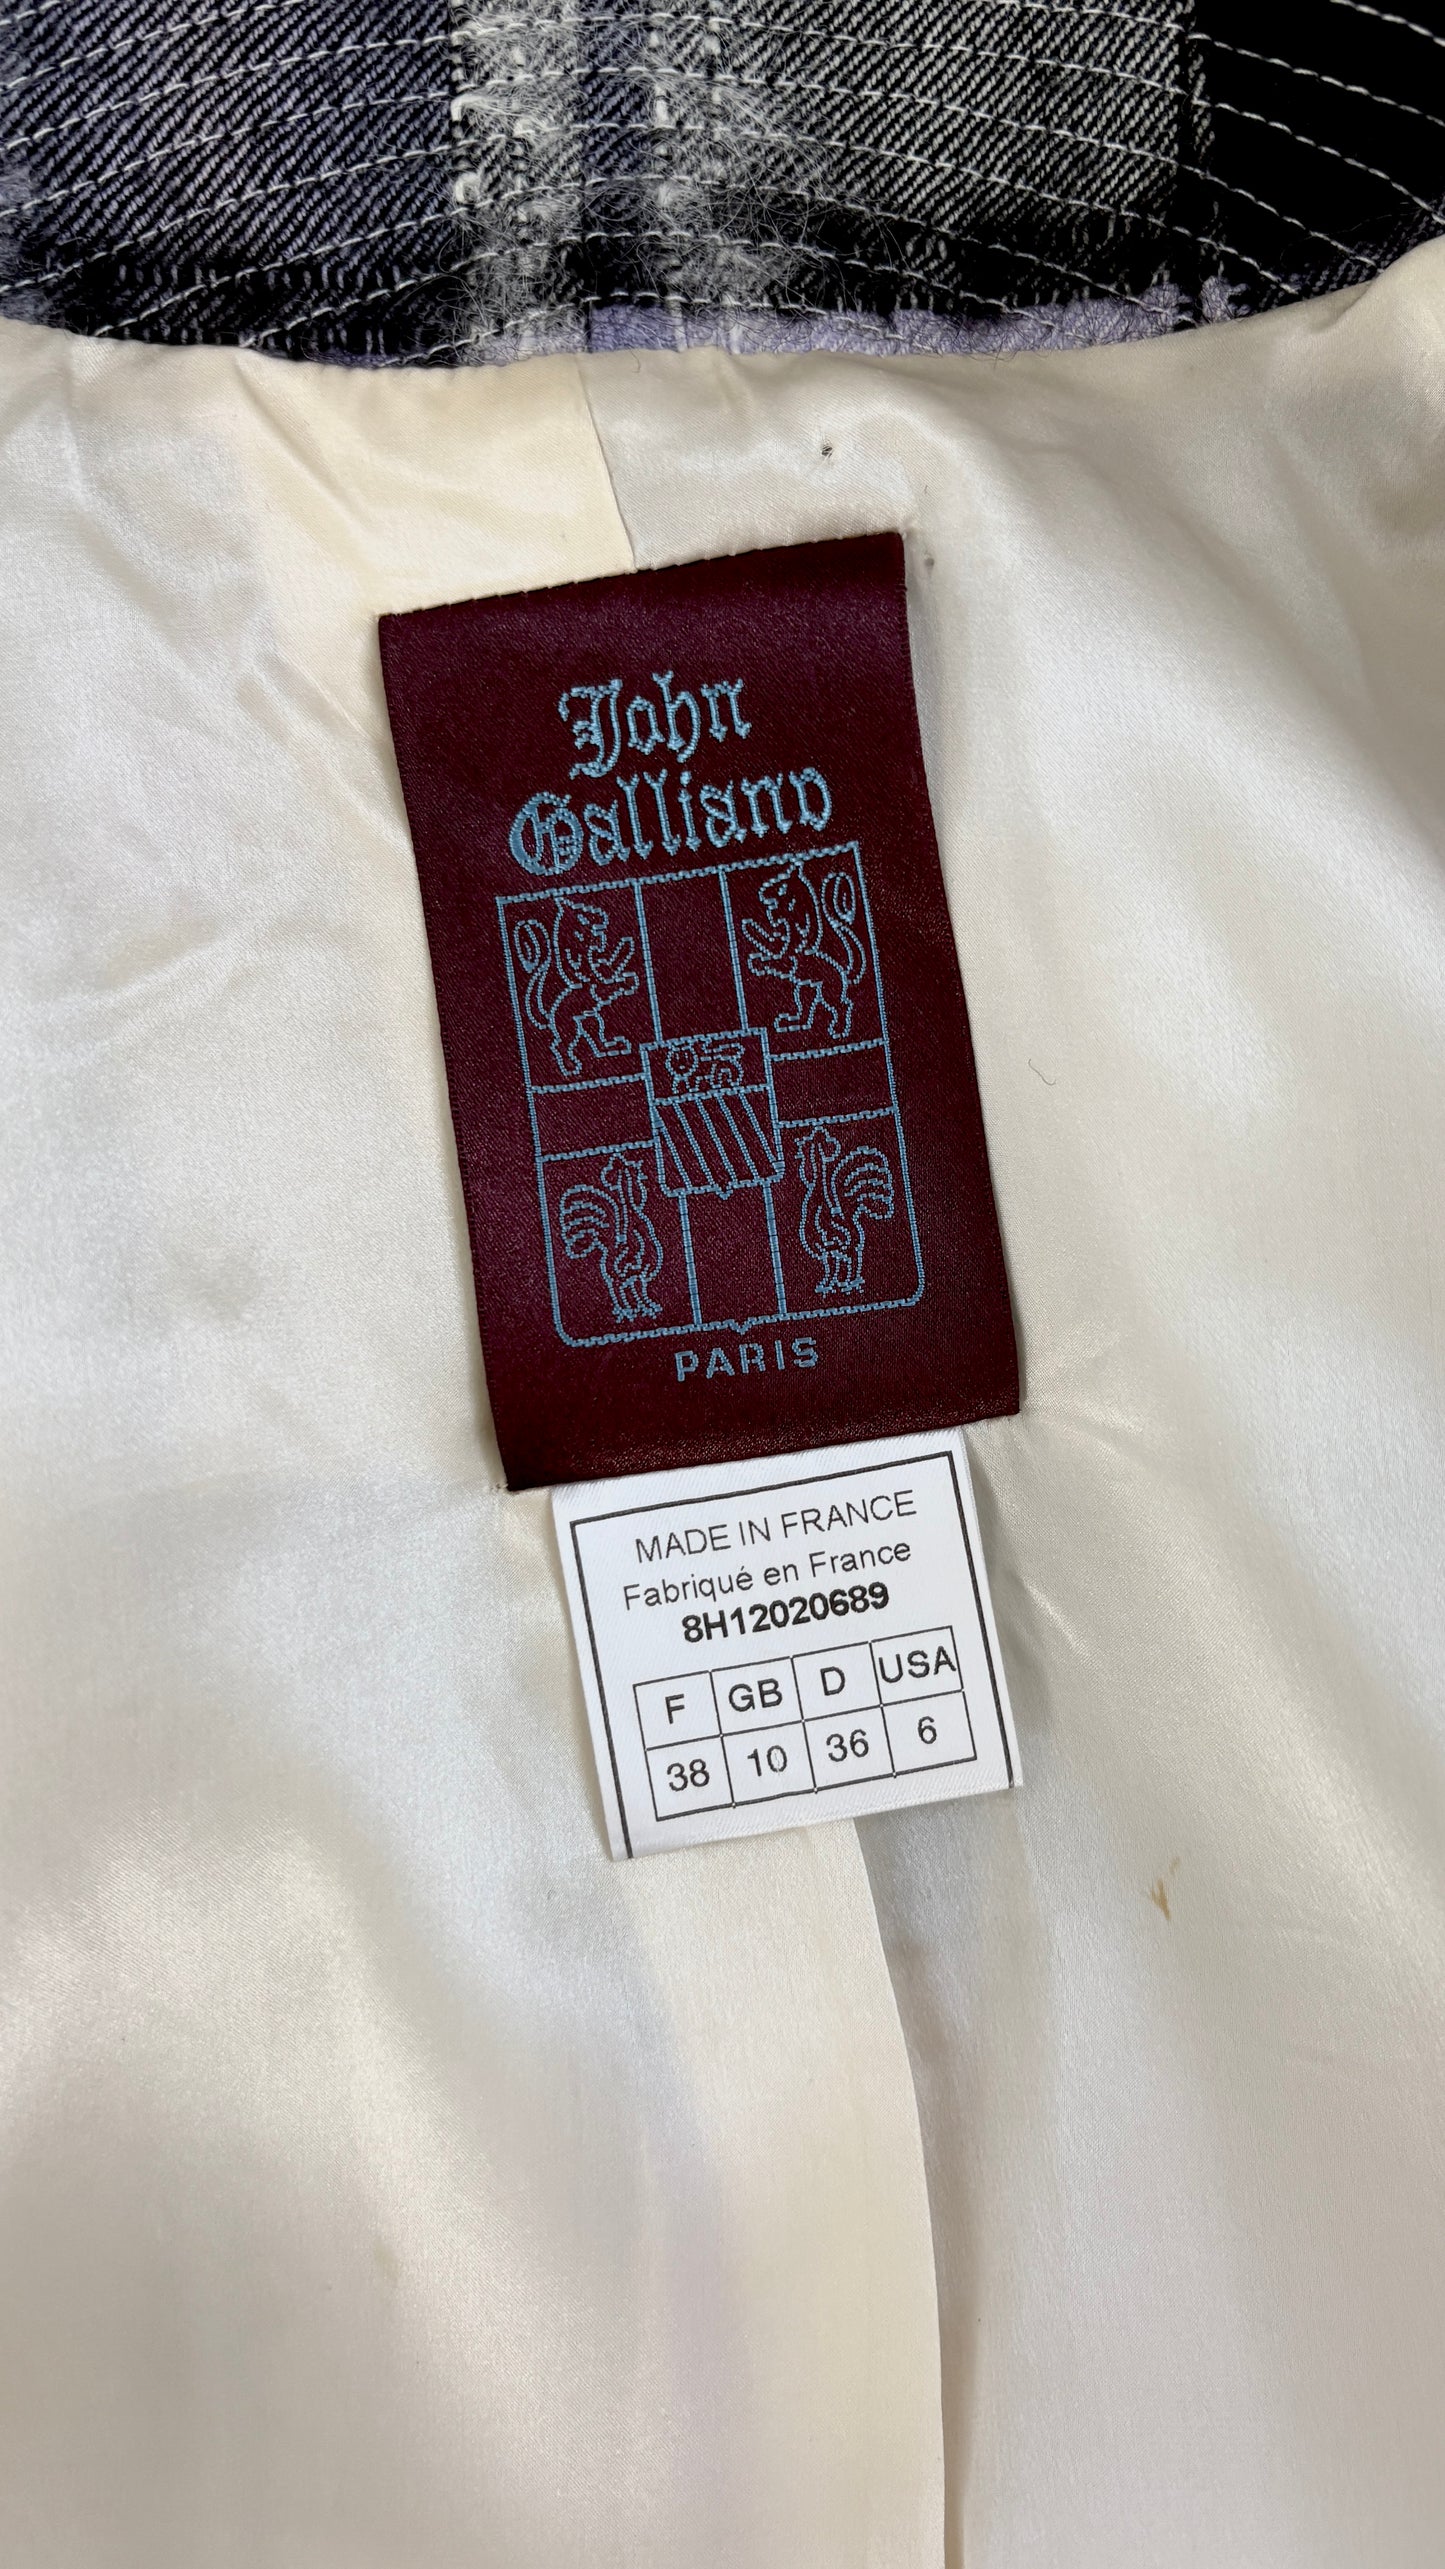 John
Galliano
PARIS
MADE IN FRANCE
Fabriqué en France
8H12020689
F GB D USA
38 10 36 6